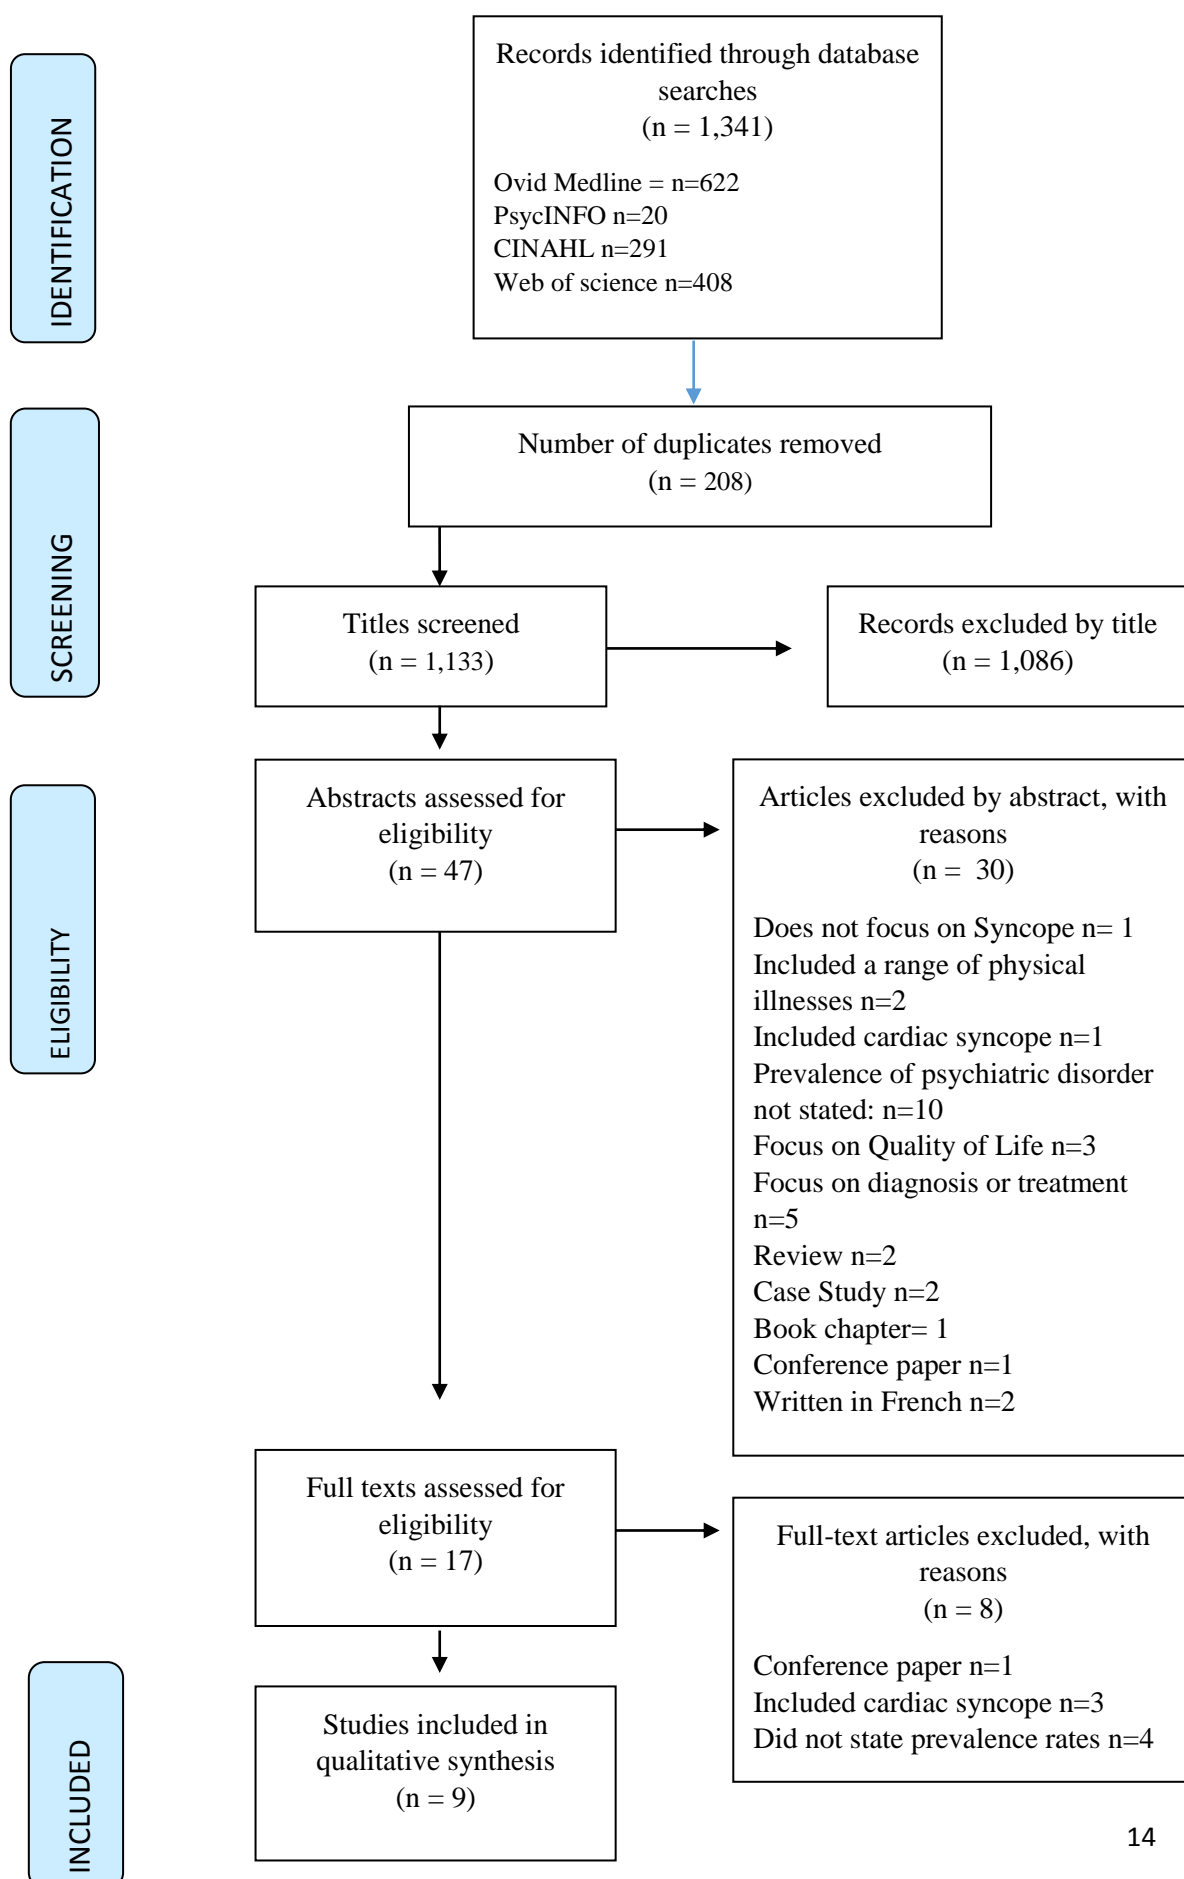 IDENTIFICATION
Records identified through database
searches
(n = 1,341)
Ovid Medline = n=622
PsycINFO n=20
CINAHL n=291
Web of science n=408
SCREENING
Number of duplicates removed
(n = 208)
Titles screened
(n = 1,133)
Records excluded by title
(n = 1,086)
ELIGIBILITY
Abstracts assessed for
eligibility
(n = 47)
Articles excluded by abstract, with
reasons
(n =  30)
Does not focus on Syncope n= 1
Included a range of physical
illnesses n=2
Included cardiac syncope n=1
Prevalence of psychiatric disorder
not stated: n=10
Focus on Quality of Life n=3
Focus on diagnosis or treatment
n=5
Review n=2
Case Study n=2
Book chapter= 1
Conference paper n=1
Written in French n=2
Full texts assessed for
eligibility
(n = 17)
Full-text articles excluded, with
reasons
(n = 8)
Conference paper n=1
Included cardiac syncope n=3
Did not state prevalence rates n=4
INCLUDED
Studies included in
qualitative synthesis
(n = 9)
14